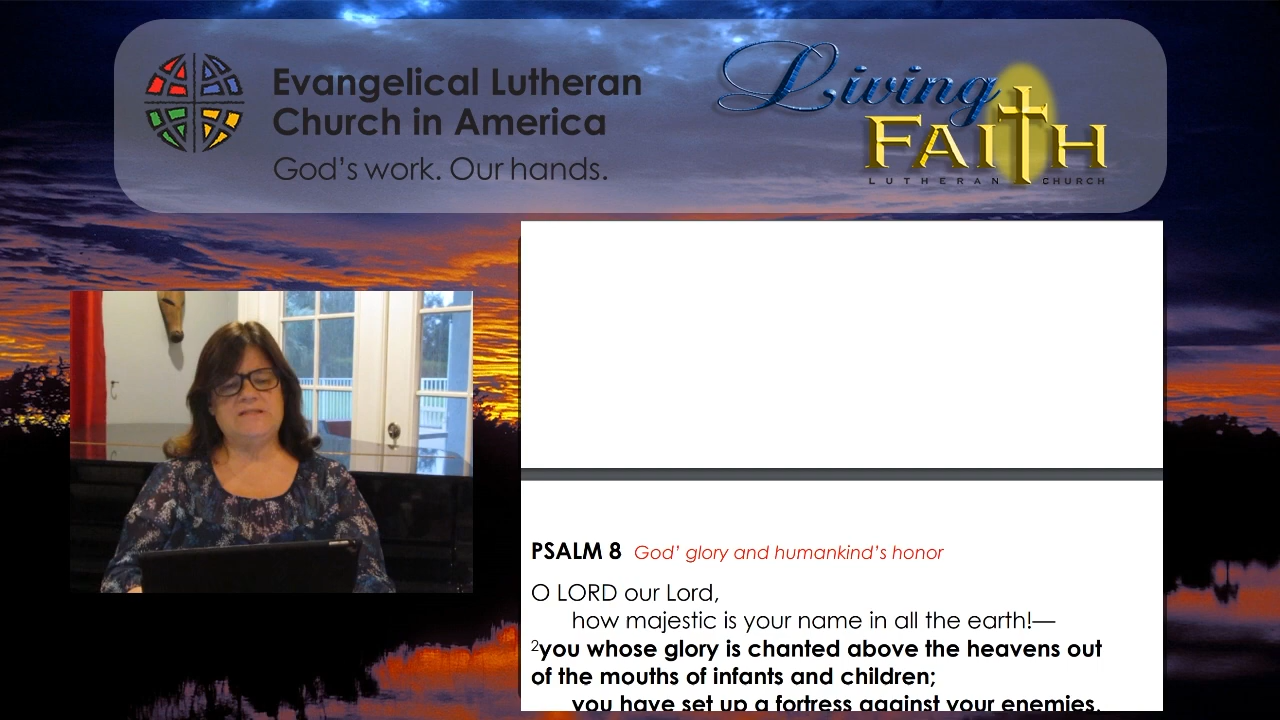 Evangelical Lutheran
Church in America
God's work. Our hands.
Living
FAITH
LUTHERAN CHURCH
PSALM 8 God' glory and humankind's honor
O LORD our Lord,
how majestic is your name in all the earth!—
2you whose glory is chanted above the heavens out
of the mouths of infants and children;
you have set up a fortress against your enemies,